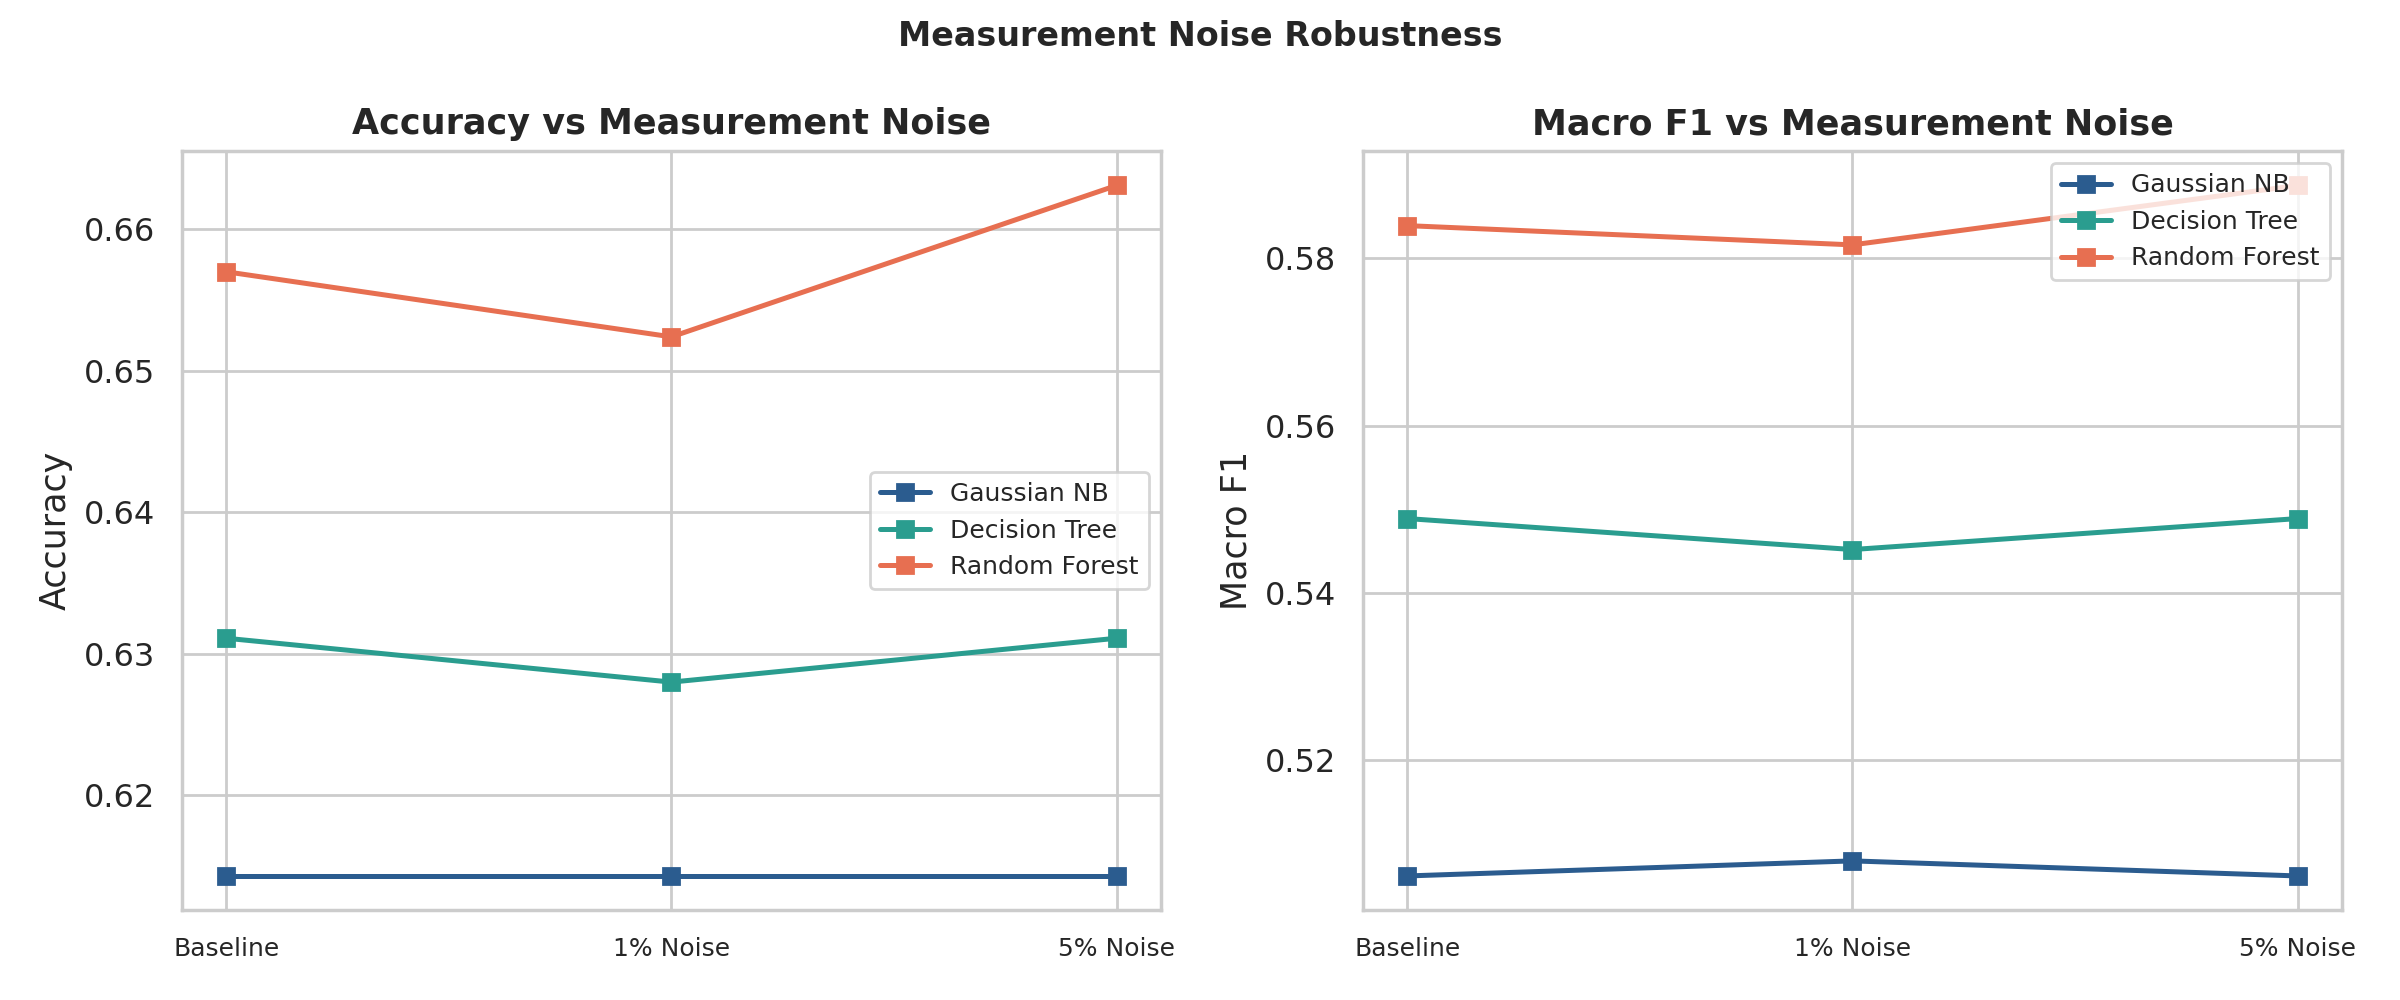 Measurement Noise Robustness
Accuracy vs Measurement Noise
Accuracy
0.66
0.65
0.64
0.63
0.62
Gaussian NB
Decision Tree
Random Forest
Baseline
1% Noise
5% Noise
Macro F1 vs Measurement Noise
Macro F1
0.58
0.56
0.54
0.52
Gaussian NB
Decision Tree
Random Forest
Baseline
1% Noise
5% Noise